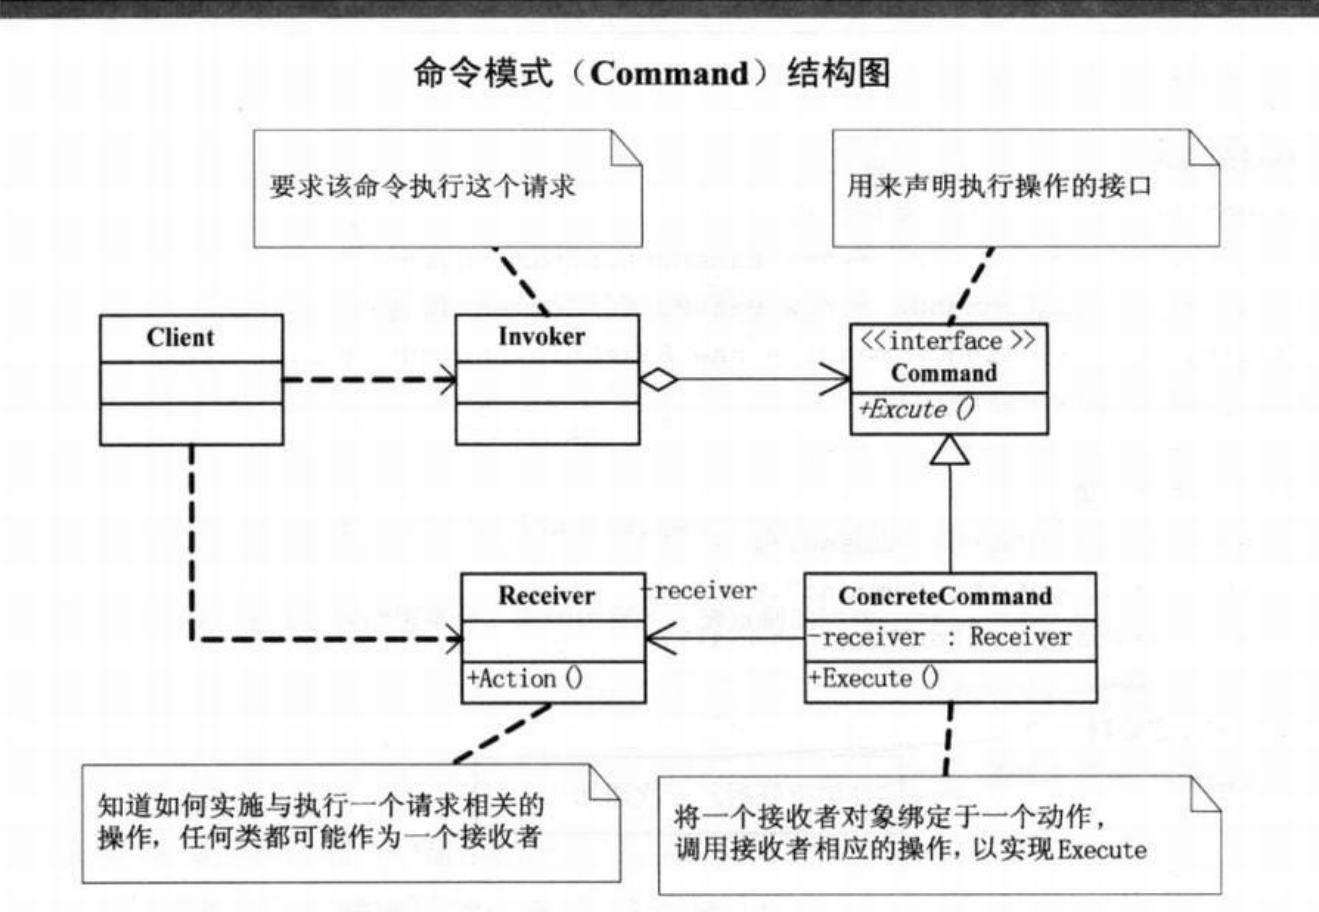 命令模式（Command）结构图
要求该命令执行这个请求
用来声明执行操作的接口
Client
Invoker
<<interface >>
Command
+Excute ()
Receiver
-receiver
+Action ()
ConcreteCommand
-receiver : Receiver
+Execute ()
知道如何实施与执行一个请求相关的
操作，任何类都可能作为一个接收者
将一个接收者对象绑定于一个动作，
调用接收者相应的操作，以实现Execute